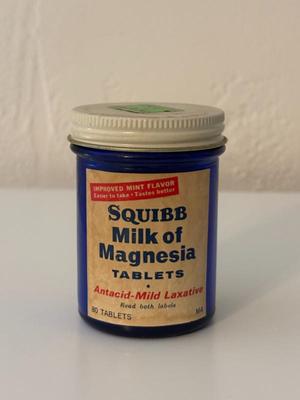 IMPROVED MINT FLAVOR
Easier to take • Tastes better
SQUIBB
Milk of
Magnesia
TABLETS
•
Antacid-Mild Laxative
Read both labels
80 TABLETS